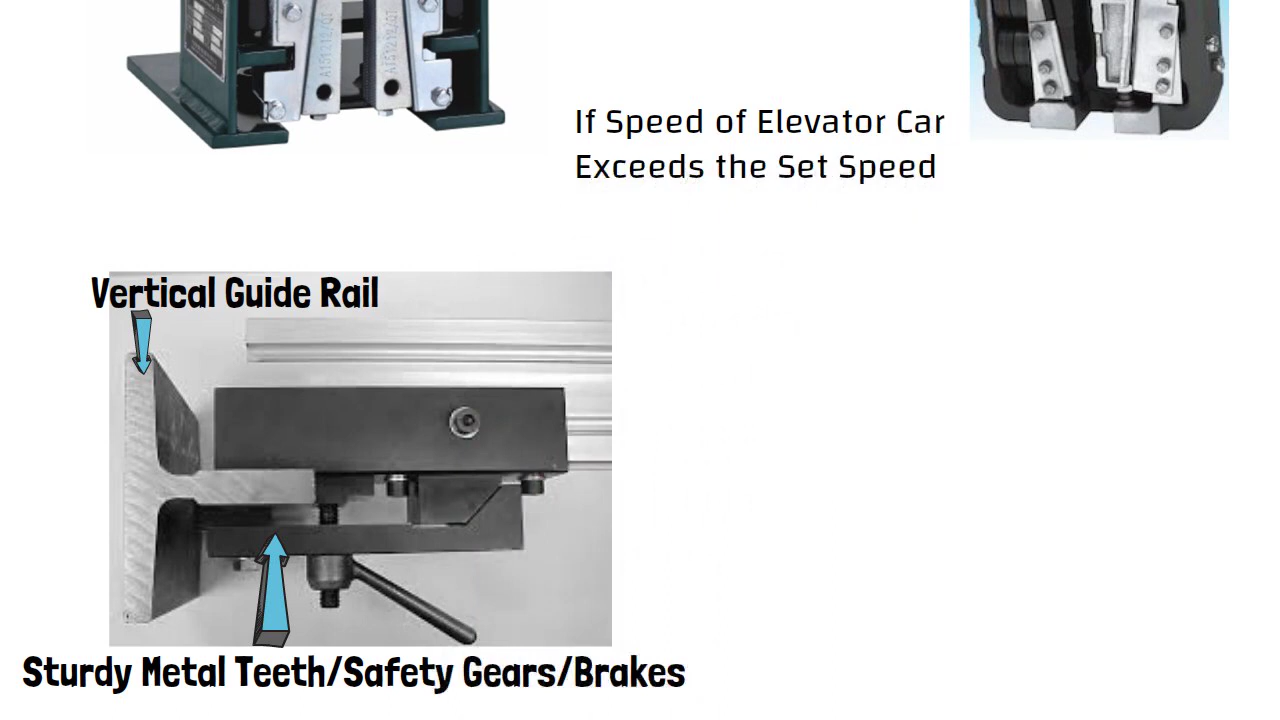 If Speed of Elevator Car
Exceeds the Set Speed
Vertical Guide Rail
Sturdy Metal Teeth/Safety Gears/Brakes